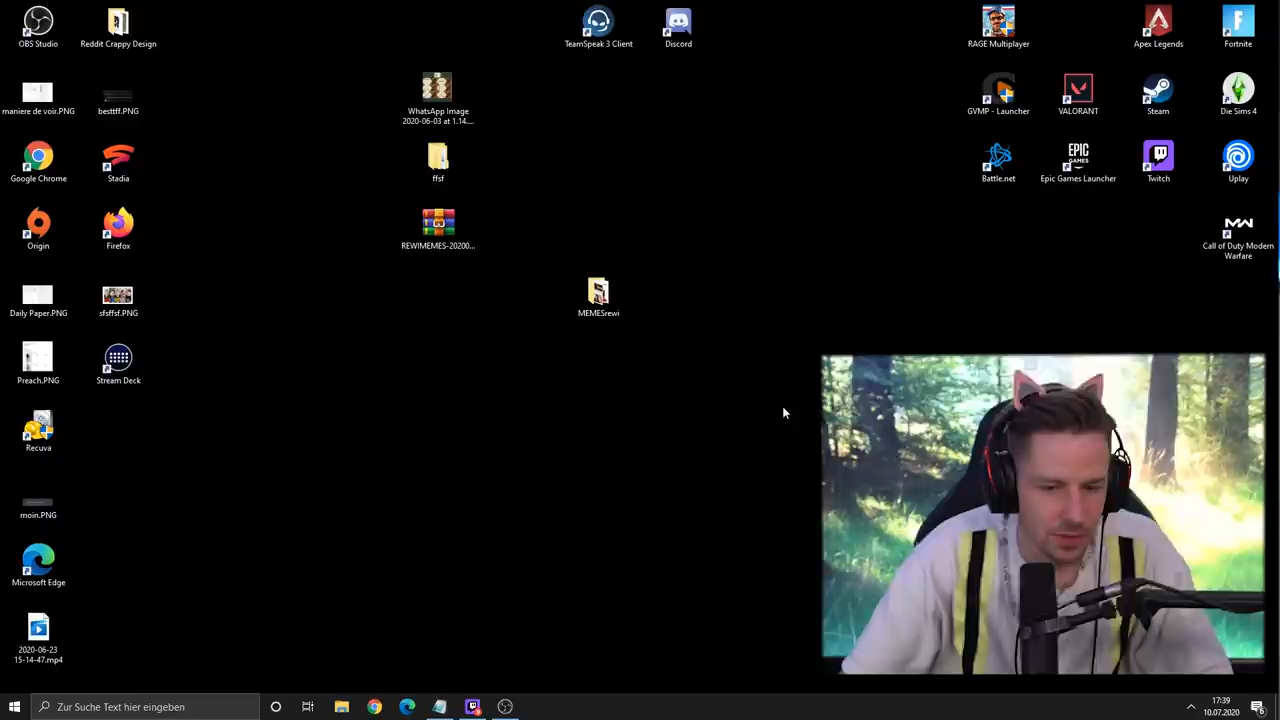 OBS Studio
Reddit Crappy Design
TeamSpeak 3 Client
Discord
RAGE Multiplayer
Apex Legends
Fortnite
maniere de voir.PNG
besttff.PNG
WhatsApp Image
2020-06-03 at 1.14....
GVMP - Launcher
VALORANT
Steam
Die Sims 4
Google Chrome
Stadia
ffsf
Battle.net
EPIC
GAMES
Epic Games Launcher
Twitch
Uplay
Origin
Firefox
REWIMEMES-20200...
Call of Duty Modern
Warfare
Daily Paper.PNG
sfsffsf.PNG
MEMESrewi
Preach.PNG
Stream Deck
Recuva
moin.PNG
Microsoft Edge
2020-06-23
15-14-47.mp4
Zur Suche Text hier eingeben
17:39
10.07.2020